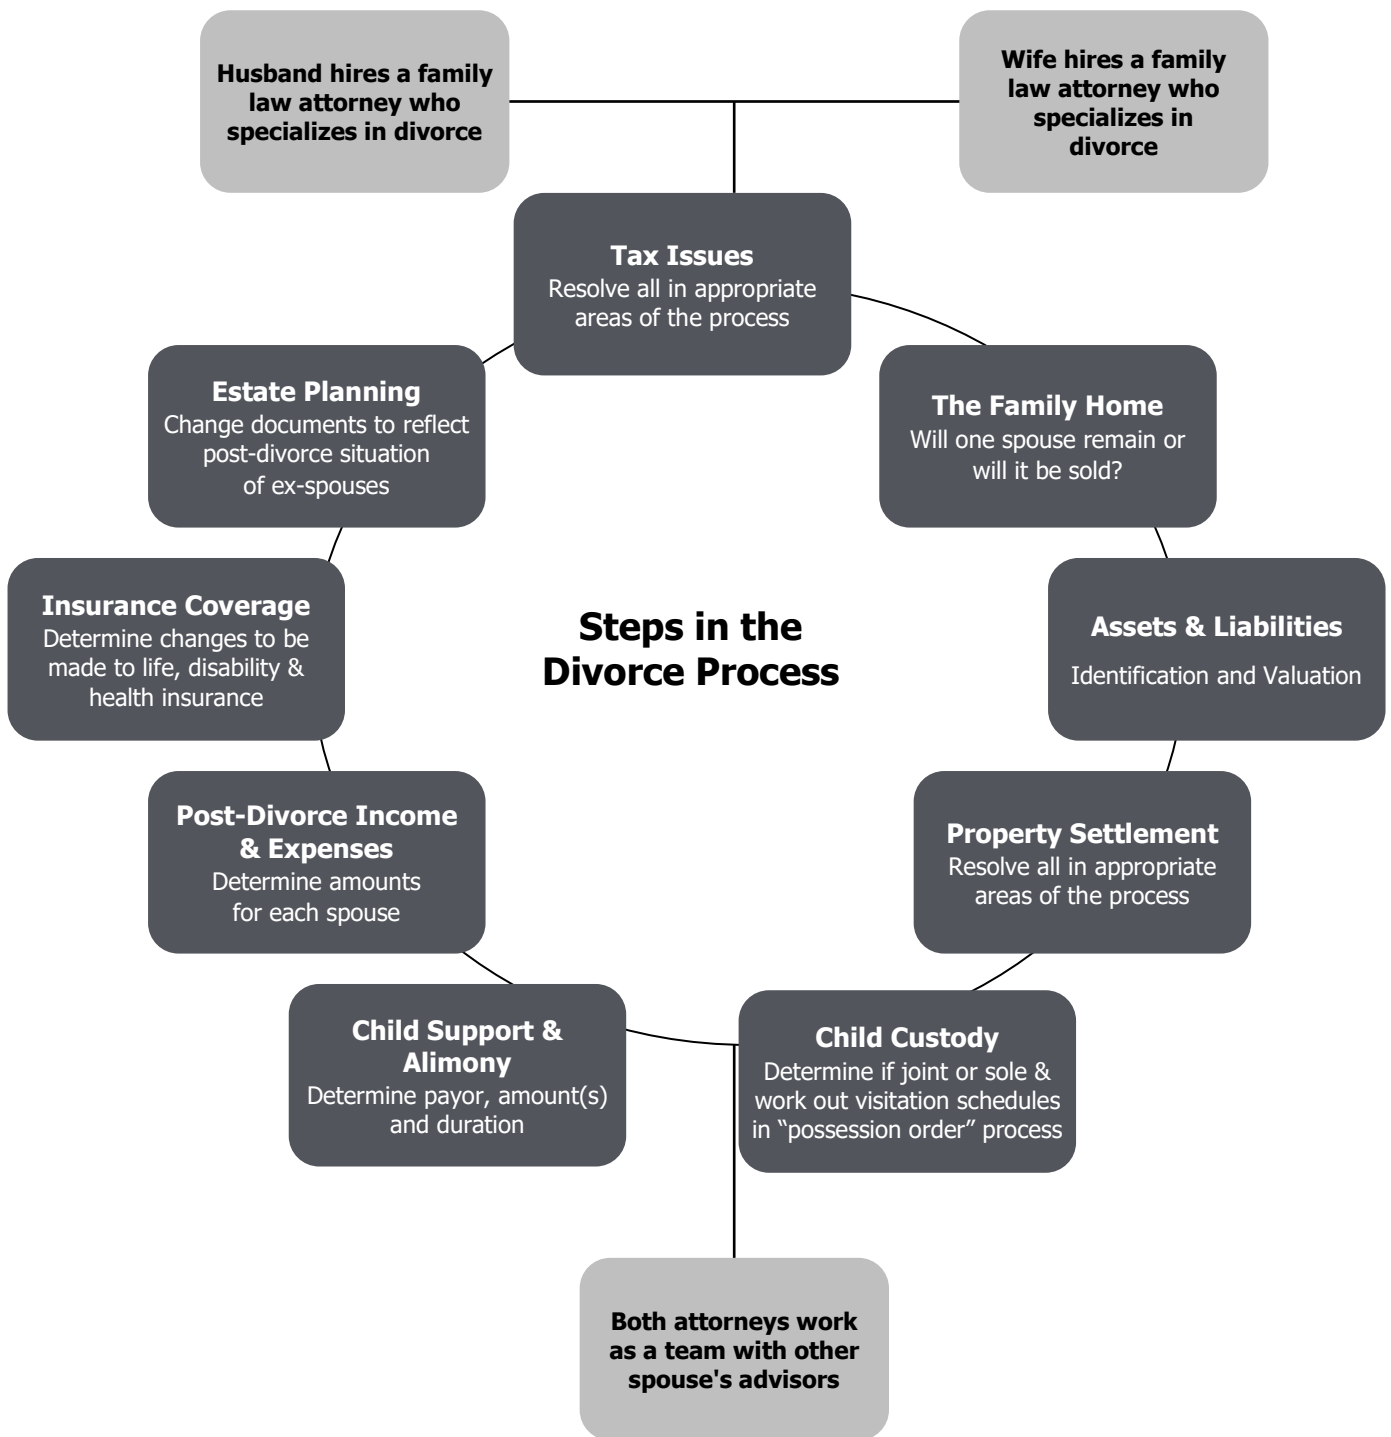 Husband hires a family
law attorney who
specializes in divorce
Wife hires a family
law attorney who
specializes in
divorce
Tax Issues
Resolve all in appropriate
areas of the process
Estate Planning
Change documents to reflect
post-divorce situation
of ex-spouses
The Family Home
Will one spouse remain or
will it be sold?
Insurance Coverage
Determine changes to be
made to life, disability &
health insurance
Steps in the
Divorce Process
Assets & Liabilities
Identification and Valuation
Post-Divorce Income
& Expenses
Determine amounts
for each spouse
Property Settlement
Resolve all in appropriate
areas of the process
Child Support &
Alimony
Determine payor, amount(s)
and duration
Child Custody
Determine if joint or sole &
work out visitation schedules
in “possession order” process
Both attorneys work
as a team with other
spouse's advisors